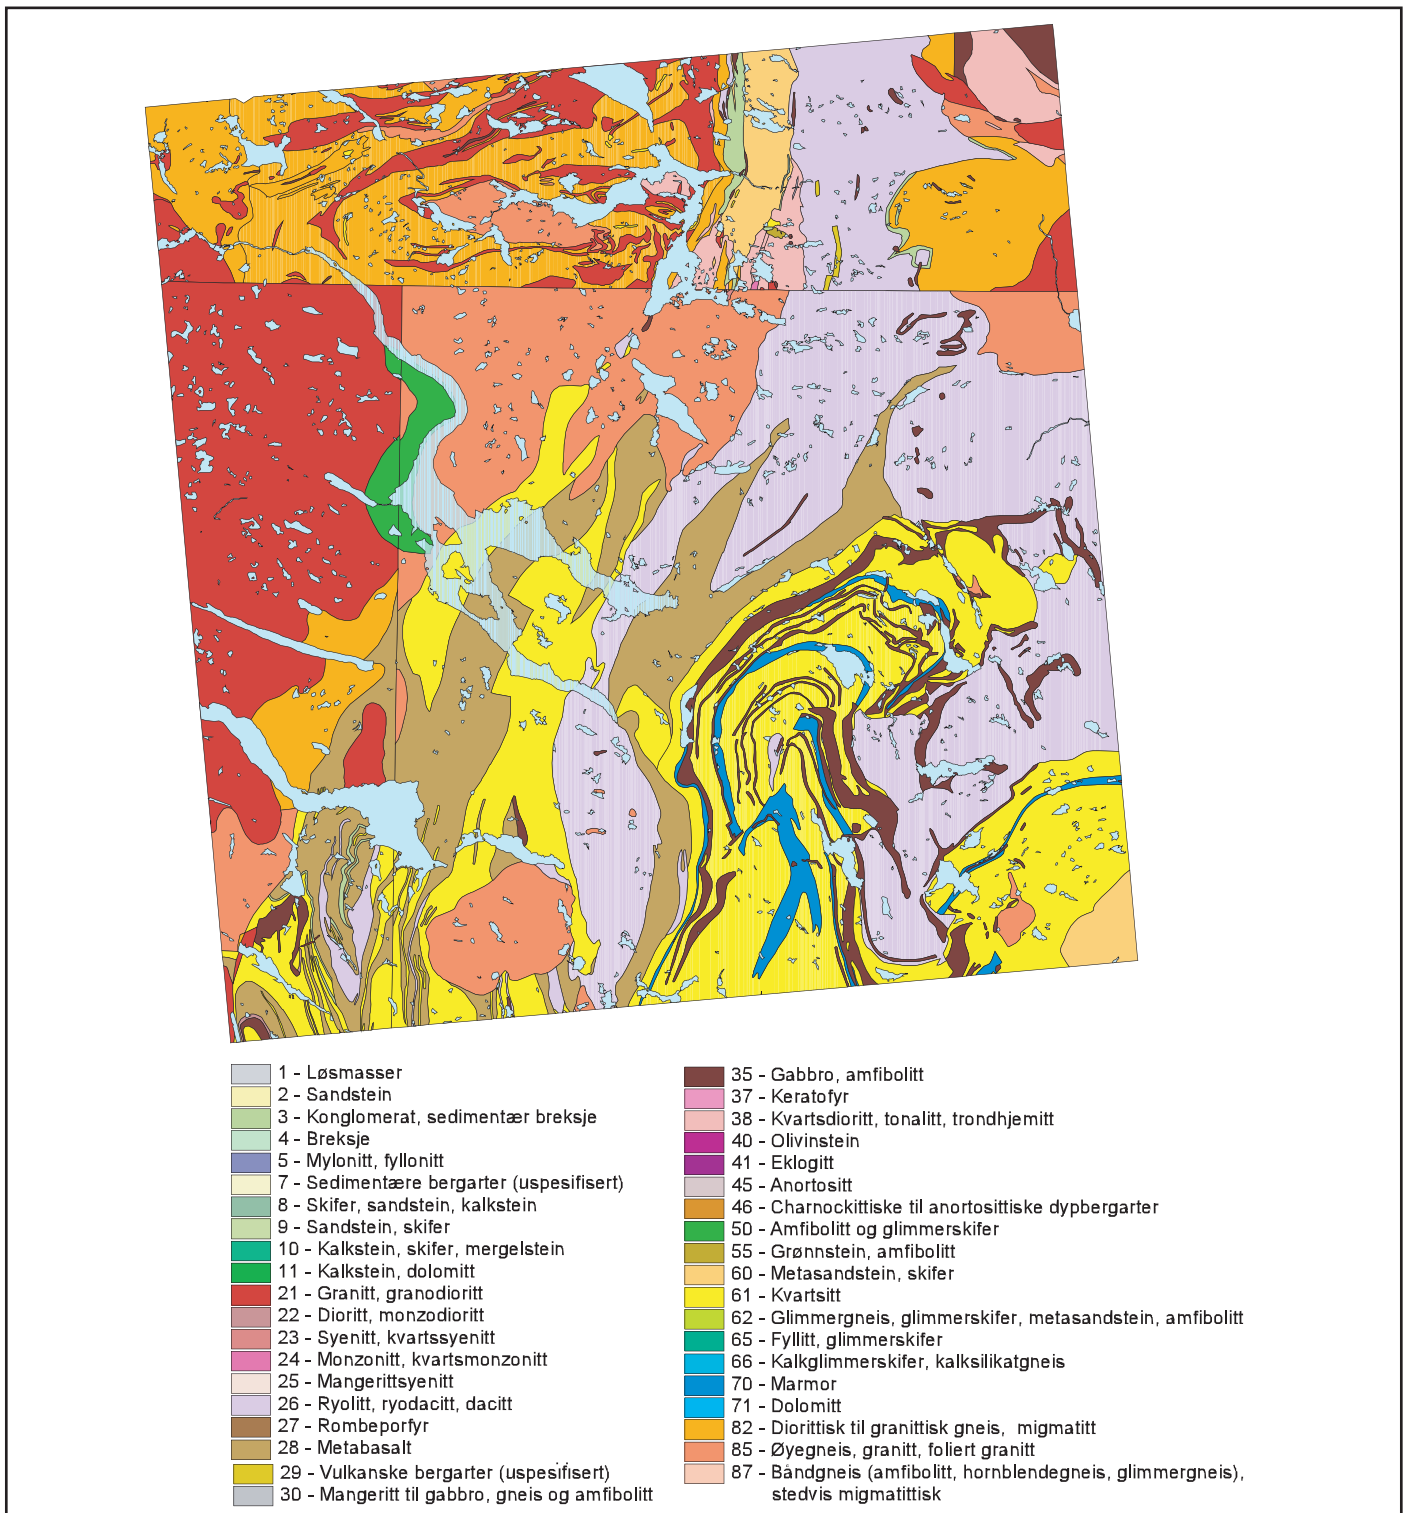 1 - Løsmasser
2 - Sandstein
3 - Konglomerat, sedimentær breksje
4 - Breksje
5 - Mylonitt, fyllonitt
7 - Sedimentære bergarter (uspesifisert)
8 - Skifer, sandstein, kalkstein
9 - Sandstein, skifer
10 - Kalkstein, skifer, mergelstein
11 - Kalkstein, dolomitt
21 - Granitt, granodioritt
22 - Dioritt, monzodioritt
23 - Syenitt, kvartssyenitt
24 - Monzonitt, kvartsmonzonitt
25 - Mangerittsyenitt
26 - Ryolitt, ryodacitt, dacitt
27 - Rombeporfyr
28 - Metabasalt
29 - Vulkanske bergarter (uspesifisert)
30 - Mangeritt til gabbro, gneis og amfibolitt
35 - Gabbro, amfibolitt
37 - Keratofyr
38 - Kvartsdioritt, tonalitt, trondhjemitt
40 - Olivinstein
41 - Eklogitt
45 - Anortositt
46 - Charnockittiske til anortosittiske dypbergarter
50 - Amfibolitt og glimmerskifer
55 - Grønnstein, amfibolitt
60 - Metasandstein, skifer
61 - Kvartsitt
62 - Glimmergneis, glimmerskifer, metasandstein, amfibolitt
65 - Fyllitt, glimmerskifer
66 - Kalkglimmerskifer, kalksilikatgneis
70 - Marmor
71 - Dolomitt
82 - Diorittisk til granittisk gneis, migmatitt
85 - Øyegneis, granitt, foliert granitt
87 - Båndgneis (amfibolitt, hornblendegneis, glimmergneis),
stedvis migmatittisk